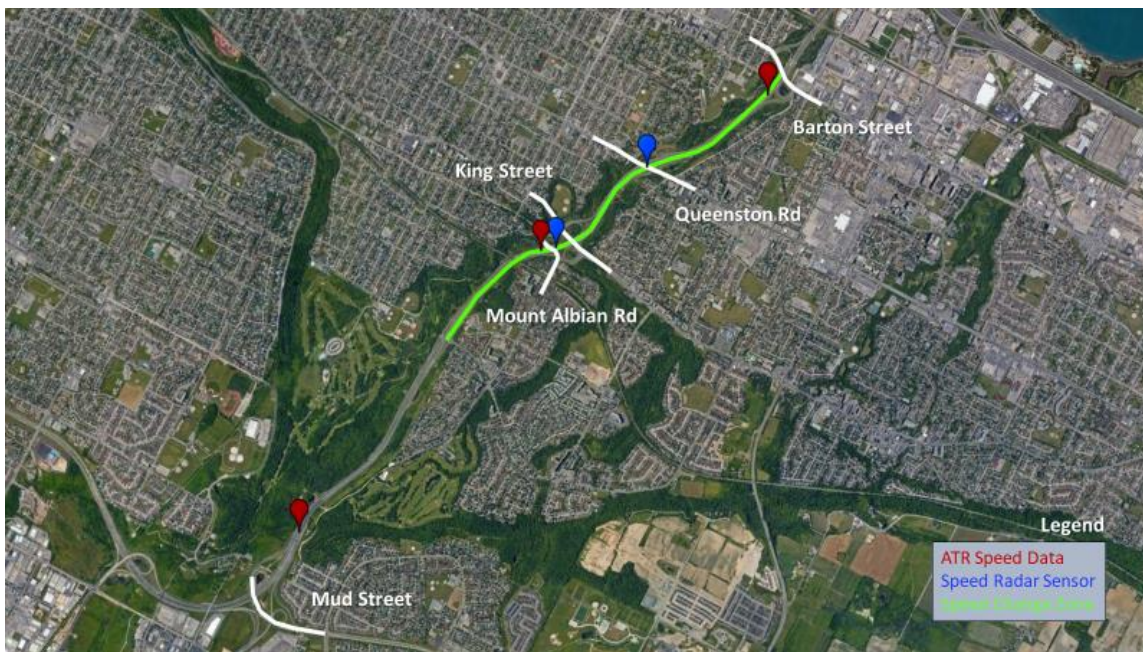 Barton Street
King Street
Queenston Rd
Mount Albian Rd
Mud Street
Legend
ATR Speed Data
Speed Radar Sensor
Speed Change Zone